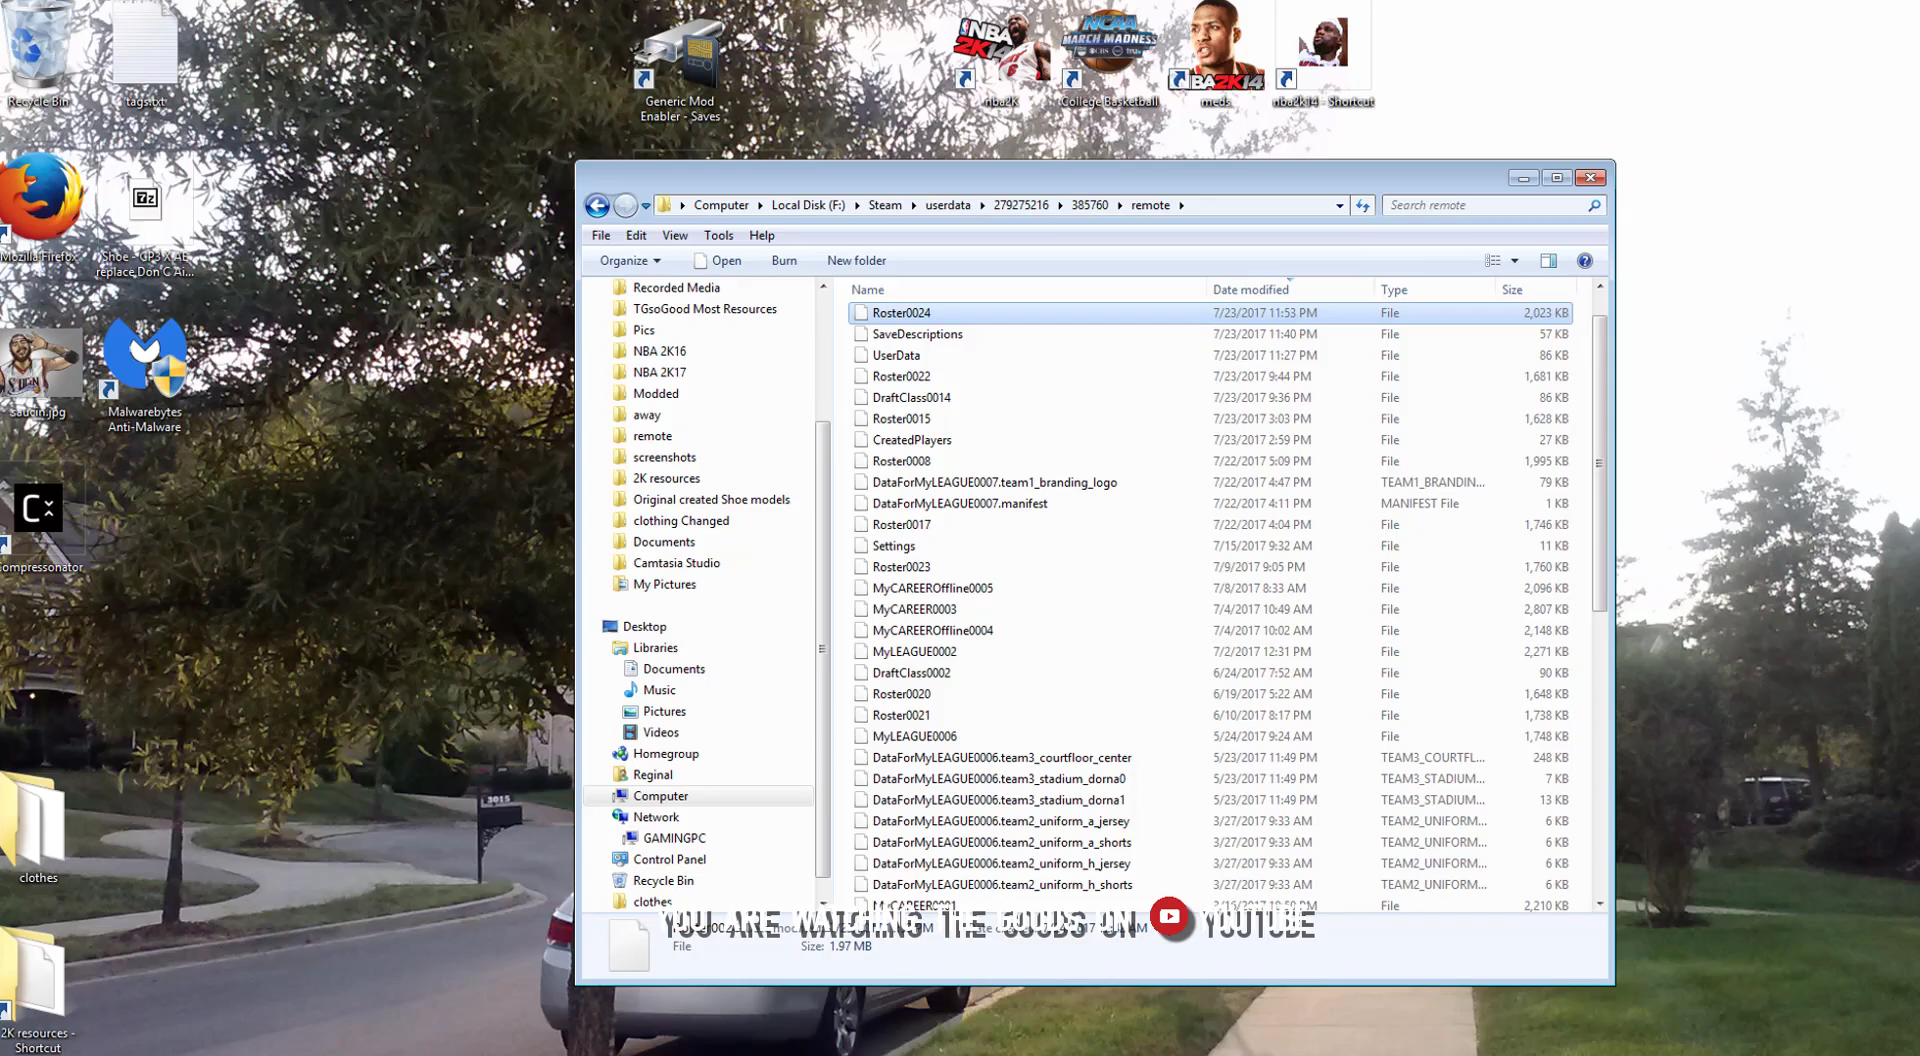 Recycle Bin
tags.txt
Generic Mod
Enabler - Saves
nba2K
NCAA
MARCH MADNESS
College Basketball
meds
nba2k14 - Shortcut
Mozilla Firefox
Shoe - GP3 X AE
replace Don C Ai...
saucin.jpg
Malwarebytes
Anti-Malware
Compressonator
3015
clothes
2K resources -
Shortcut
Computer Local Disk (F:) Steam userdata 279275216 385760 remote
Search remote
File Edit View Tools Help
Organize Open Burn New folder
Recorded Media
TGsoGood Most Resources
Pics
NBA 2K16
NBA 2K17
Modded
away
remote
screenshots
2K resources
Original created Shoe models
clothing Changed
Documents
Camtasia Studio
My Pictures
Desktop
Libraries
Documents
Music
Pictures
Videos
Homegroup
Reginal
Computer
Network
GAMINGPC
Control Panel
Recycle Bin
clothes
Name Date modified Type Size
Roster0024 7/23/2017 11:53 PM File 2,023 KB
SaveDescriptions 7/23/2017 11:40 PM File 57 KB
UserData 7/23/2017 11:27 PM File 86 KB
Roster0022 7/23/2017 9:44 PM File 1,681 KB
DraftClass0014 7/23/2017 9:36 PM File 86 KB
Roster0015 7/23/2017 3:03 PM File 1,628 KB
CreatedPlayers 7/23/2017 2:59 PM File 27 KB
Roster0008 7/22/2017 5:09 PM File 1,995 KB
DataForMyLEAGUE0007.team1_branding_logo 7/22/2017 4:47 PM TEAM1_BRANDIN... 79 KB
DataForMyLEAGUE0007.manifest 7/22/2017 4:11 PM MANIFEST File 1 KB
Roster0017 7/22/2017 4:04 PM File 1,746 KB
Settings 7/15/2017 9:32 AM File 11 KB
Roster0023 7/9/2017 9:05 PM File 1,760 KB
MyCAREEROffline0005 7/8/2017 8:33 AM File 2,096 KB
MyCAREER0003 7/4/2017 10:49 AM File 2,807 KB
MyCAREEROffline0004 7/4/2017 10:02 AM File 2,148 KB
MyLEAGUE0002 7/2/2017 12:31 PM File 2,271 KB
DraftClass0002 6/24/2017 7:52 AM File 90 KB
Roster0020 6/19/2017 5:22 AM File 1,648 KB
Roster0021 6/10/2017 8:17 PM File 1,738 KB
MyLEAGUE0006 5/24/2017 9:24 AM File 1,748 KB
DataForMyLEAGUE0006.team3_courtfloor_center 5/23/2017 11:49 PM TEAM3_COURTFL... 248 KB
DataForMyLEAGUE0006.team3_stadium_dorna0 5/23/2017 11:49 PM TEAM3_STADIUM... 7 KB
DataForMyLEAGUE0006.team3_stadium_dorna1 5/23/2017 11:49 PM TEAM3_STADIUM... 13 KB
DataForMyLEAGUE0006.team2_uniform_a_jersey 3/27/2017 9:33 AM TEAM2_UNIFORM... 6 KB
DataForMyLEAGUE0006.team2_uniform_a_shorts 3/27/2017 9:33 AM TEAM2_UNIFORM... 6 KB
DataForMyLEAGUE0006.team2_uniform_h_jersey 3/27/2017 9:33 AM TEAM2_UNIFORM... 6 KB
DataForMyLEAGUE0006.team2_uniform_h_shorts 3/27/2017 9:33 AM TEAM2_UNIFORM... 6 KB
MyCAREER0001 File 2,210 KB
YOU ARE WATCHING THE GOODS ON YOUTUBE
File Size: 1.97 MB